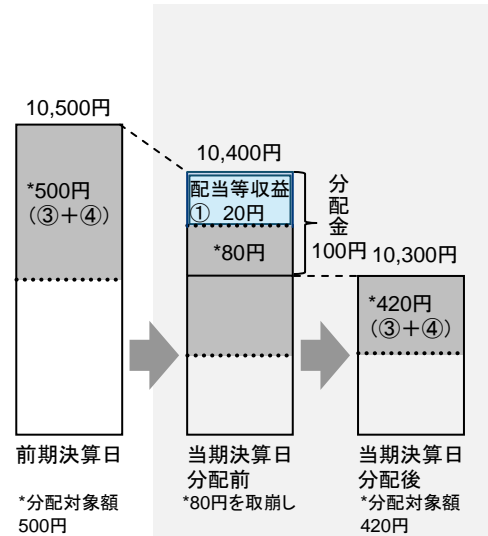 10,500円
*500円
(③+④)
前期決算日
*分配対象額
500円
10,400円
配当等収益
① 20円
*80円
分配金
100円
当期決算日
分配前
*80円を取崩し
10,300円
*420円
(③+④)
当期決算日
分配後
*分配対象額
420円